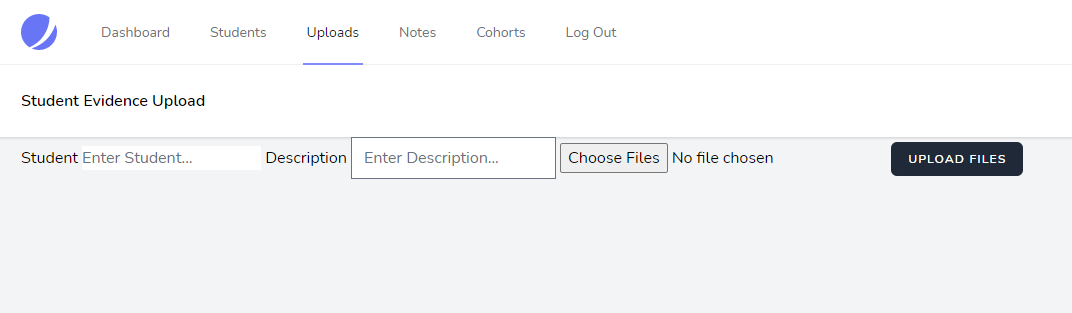 Dashboard Students Uploads Notes Cohorts Log Out
Student Evidence Upload
Student Enter Student... Description Enter Description... Choose Files No file chosen UPLOAD FILES